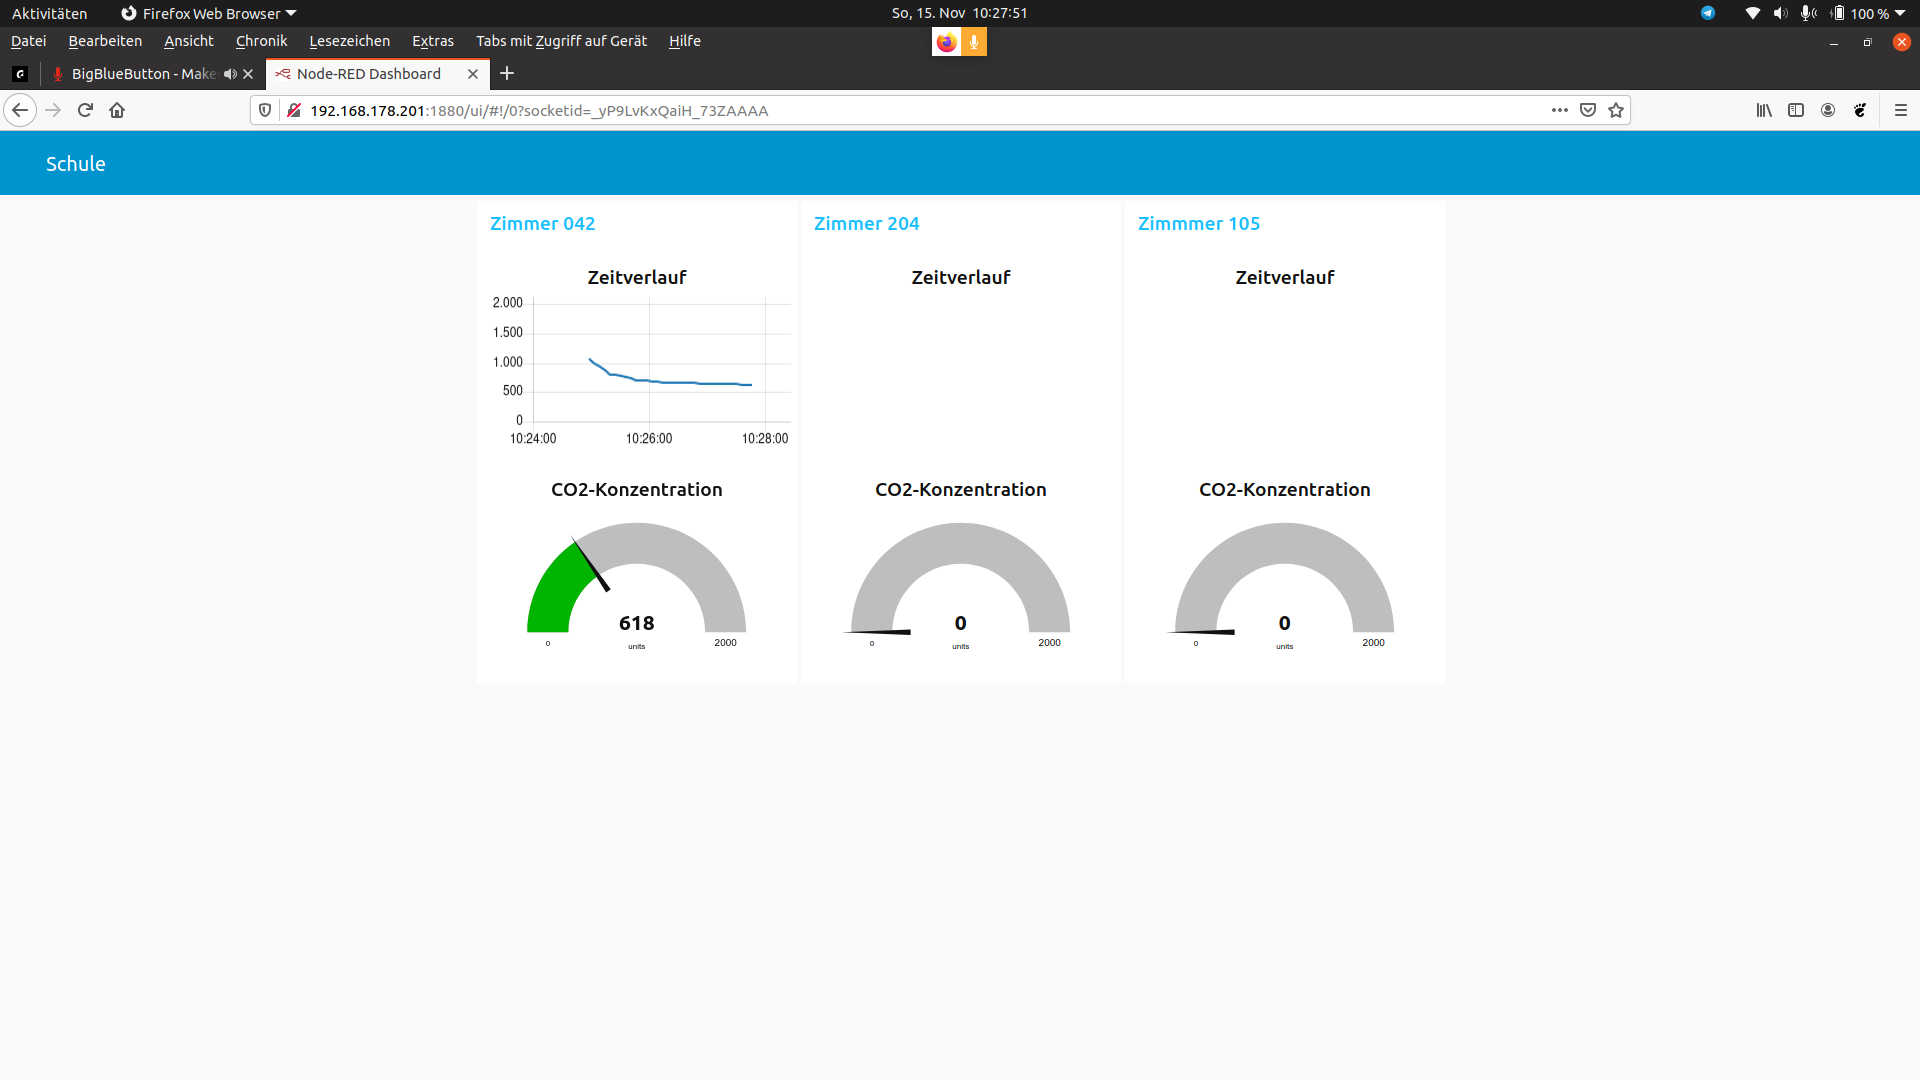 Aktivitäten Firefox Web Browser So, 15. Nov 10:27:51 100 %
Datei Bearbeiten Ansicht Chronik Lesezeichen Extras Tabs mit Zugriff auf Gerät Hilfe
BigBlueButton - Make Node-RED Dashboard
192.168.178.201:1880/ui/#!/0?socketid=_yP9LvKxQaiH_73ZAAAA
Schule
Zimmer 042
Zeitverlauf
2.000
1.500
1.000
500
0
10:24:00 10:26:00 10:28:00
CO2-Konzentration
618
0 units 2000
Zimmer 204
Zeitverlauf
CO2-Konzentration
0
0 units 2000
Zimmmer 105
Zeitverlauf
CO2-Konzentration
0
0 units 2000